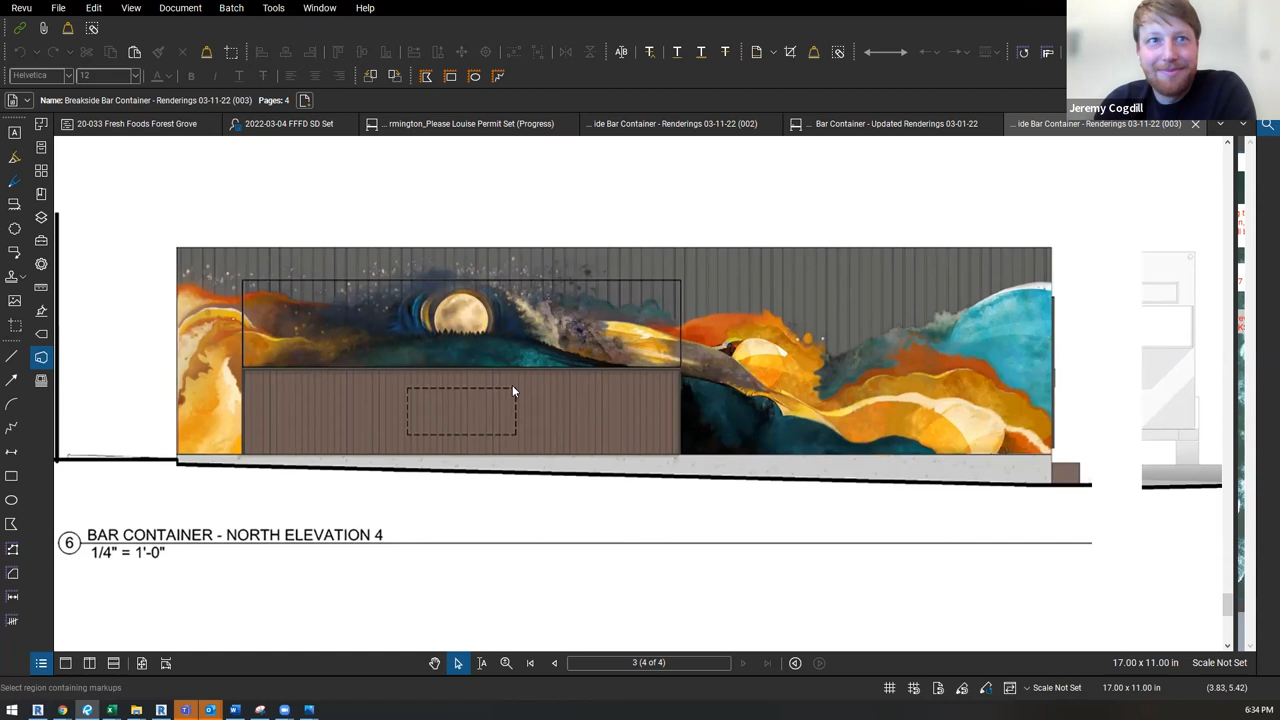 Revu File Edit View Document Batch Tools Window Help
Helvetica 12
Name: Breakside Bar Container - Renderings 03-11-22 (003) Pages: 4
Jeremy Cogdill
20-033 Fresh Foods Forest Grove
2022-03-04 FFFD SD Set
... rmington_Please Louise Permit Set (Progress)
... ide Bar Container - Renderings 03-11-22 (002)
... Bar Container - Updated Renderings 03-01-22
... ide Bar Container - Renderings 03-11-22 (003)
6 BAR CONTAINER - NORTH ELEVATION 4
1/4" = 1'-0"
3 (4 of 4)
17.00 x 11.00 in Scale Not Set
Select region containing markups
Scale Not Set 17.00 x 11.00 in (3.83, 5.42)
6:34 PM